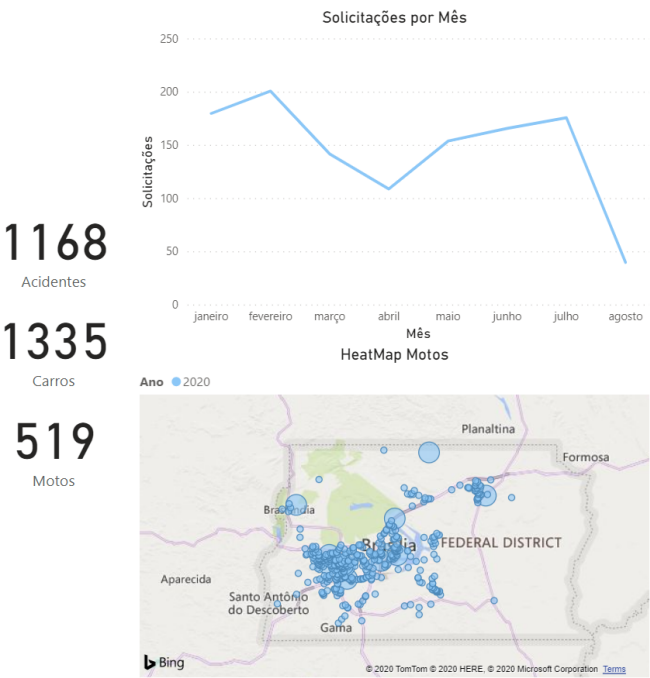 Solicitações por Mês
250
200
150
100
50
0
Solicitações
janeiro fevereiro março abril maio junho julho agosto
Mês
1168
Acidentes
1335
Carros
519
Motos
HeatMap Motos
Ano 2020
Planaltina
Formosa
FEDERAL DISTRICT
Aparecida
Santo Antônio
do Descoberto
Gama
Bing
© 2020 TomTom © 2020 HERE, © 2020 Microsoft Corporation Terms